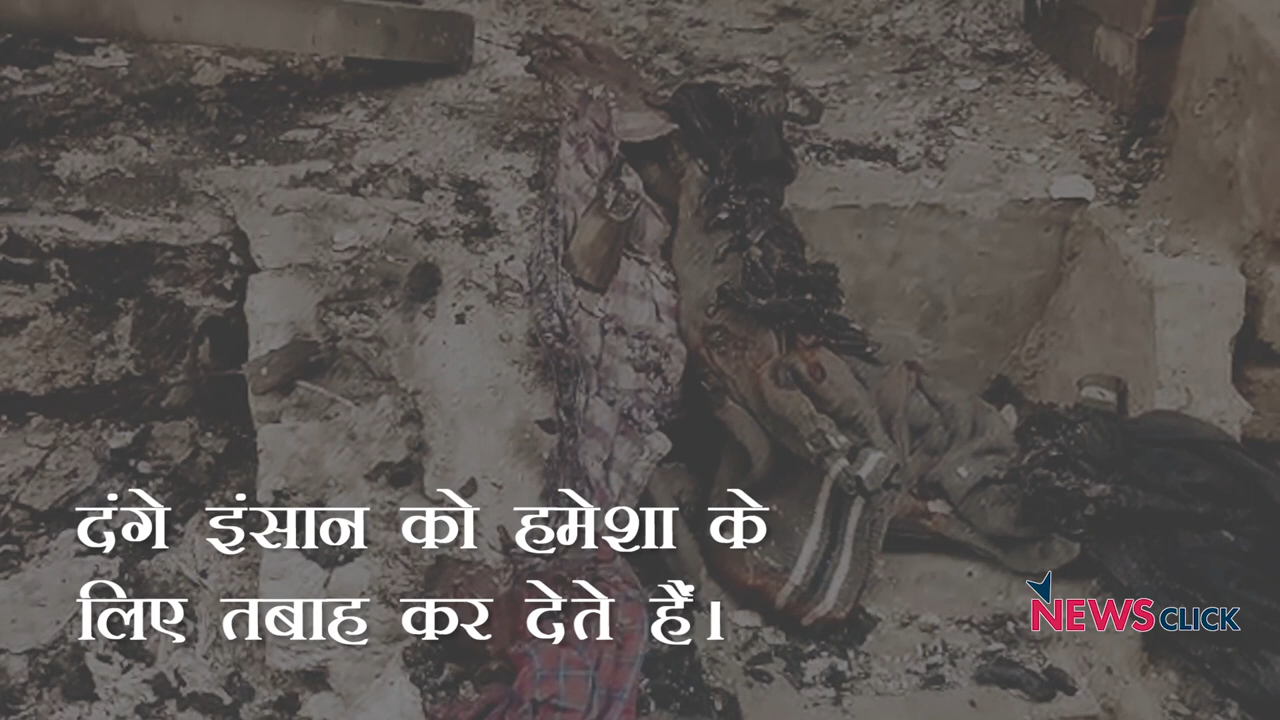 दंगे इंसान को हमेशा के
लिए तबाह कर देते हैं।
NEWSCLICK